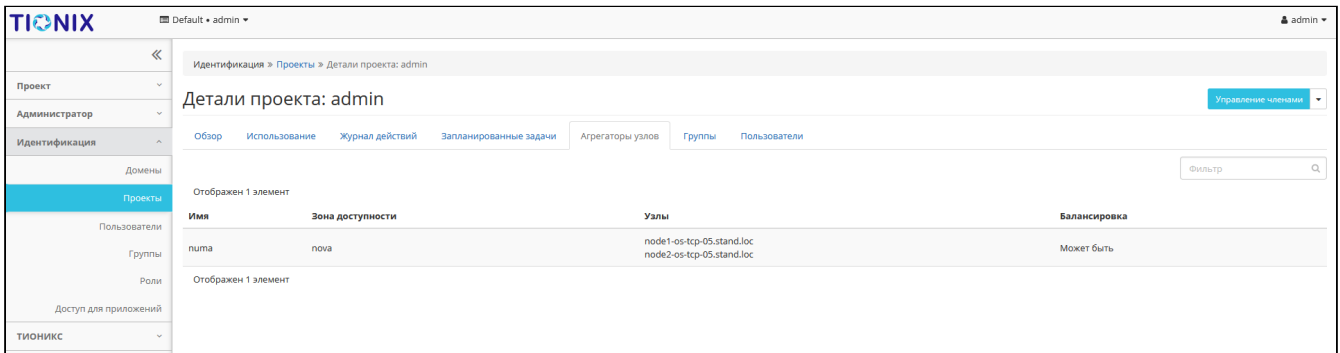 TIONIX
Default • admin
admin
Проект
Администратор
Идентификация
Домены
Проекты
Пользователи
Группы
Роли
Доступ для приложений
ТИОНИКС
Идентификация » Проекты » Детали проекта: admin
Детали проекта: admin
Управление членами
Обзор Использование Журнал действий Запланированные задачи Агрегаторы узлов Группы Пользователи
Фильтр
Отображен 1 элемент
Имя Зона доступности Узлы Балансировка
numa nova node1-os-tcp-05.stand.loc Может быть
node2-os-tcp-05.stand.loc
Отображен 1 элемент